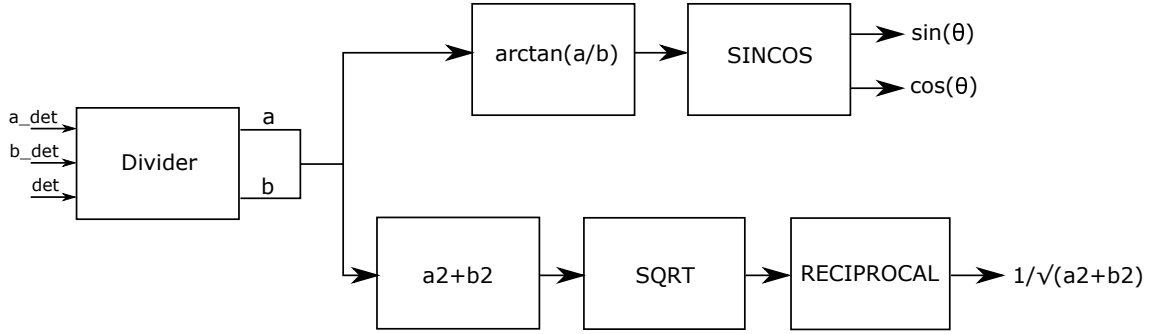 a_det
b_det
det
Divider
a
b
arctan(a/b)
SINCOS
sin(θ)
cos(θ)
a2+b2
SQRT
RECIPROCAL
1/√(a2+b2)